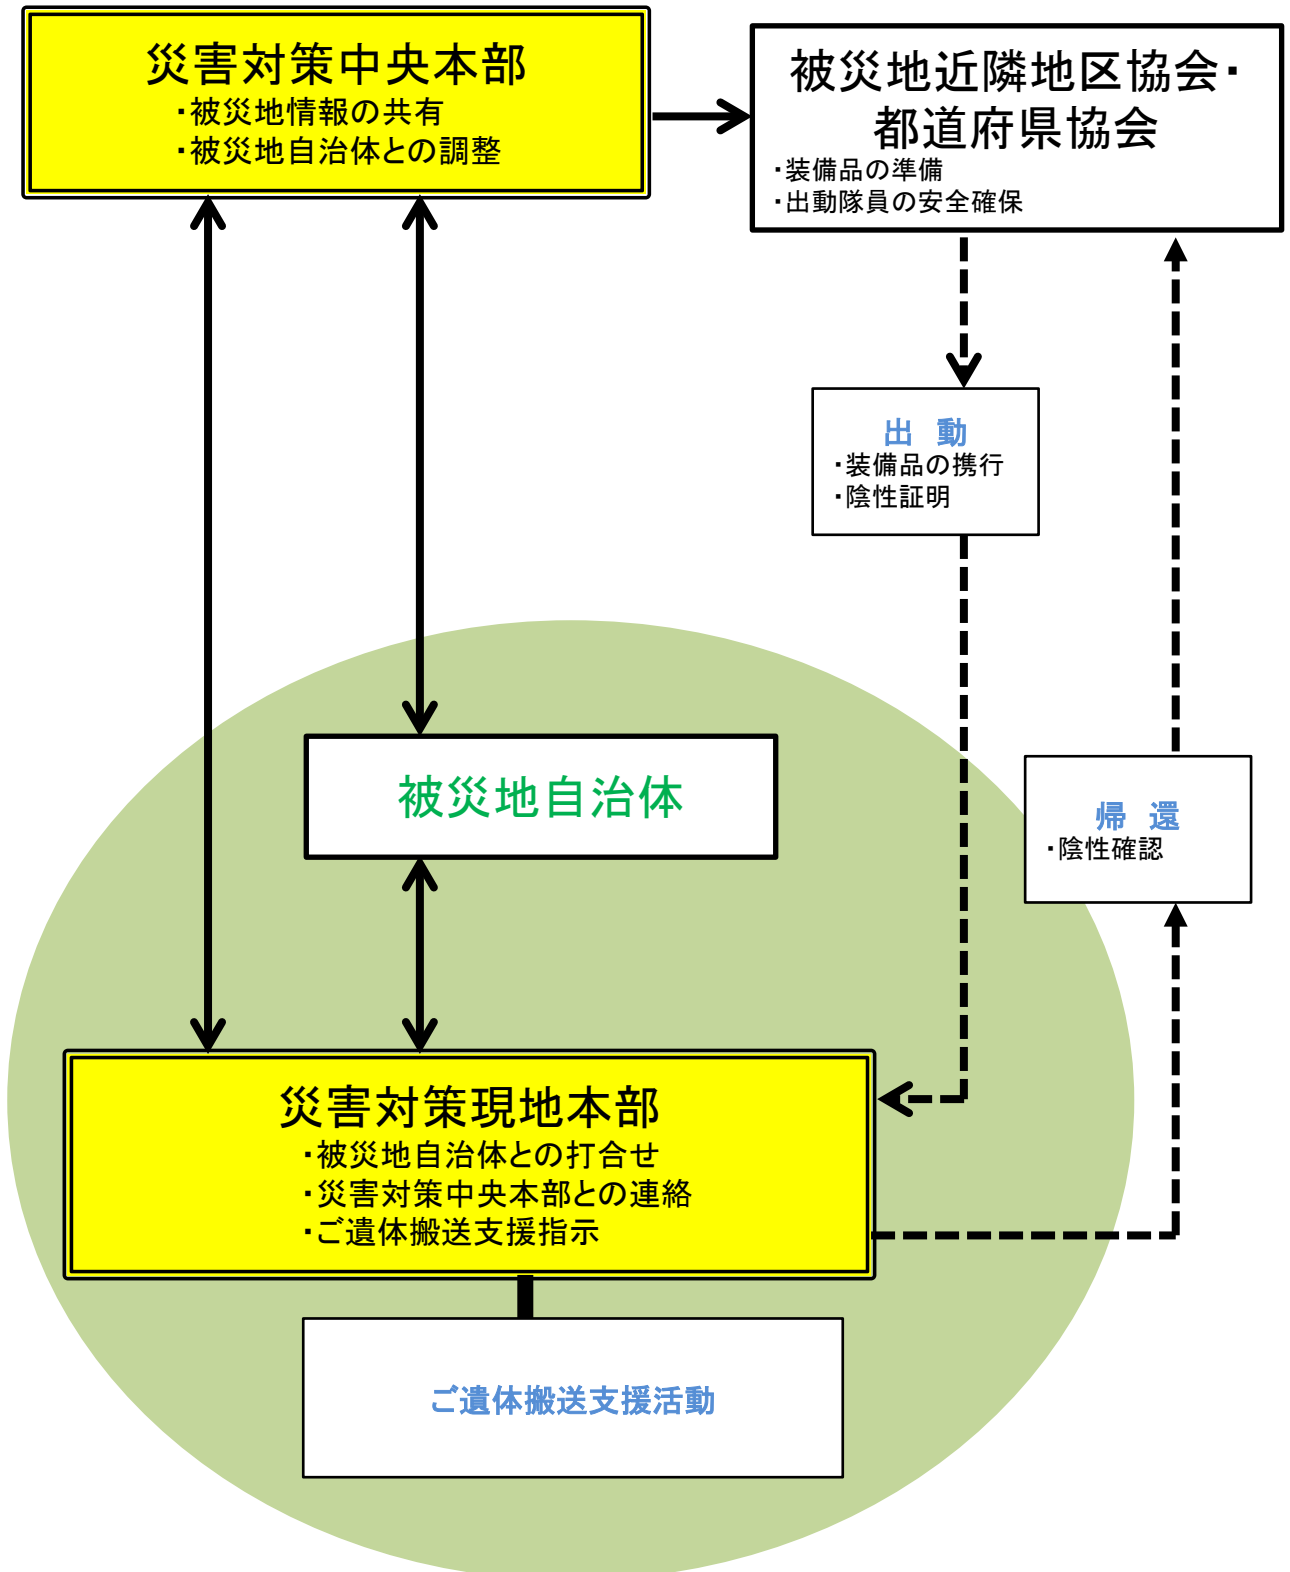 災害対策中央本部
・被災地情報の共有
・被災地自治体との調整
被災地近隣地区協会・
都道府県協会
・装備品の準備
・出動隊員の安全確保
出　動
・装備品の携行
・陰性証明
被災地自治体
帰　還
・陰性確認
災害対策現地本部
・被災地自治体との打合せ
・災害対策中央本部との連絡
・ご遺体搬送支援指示
ご遺体搬送支援活動